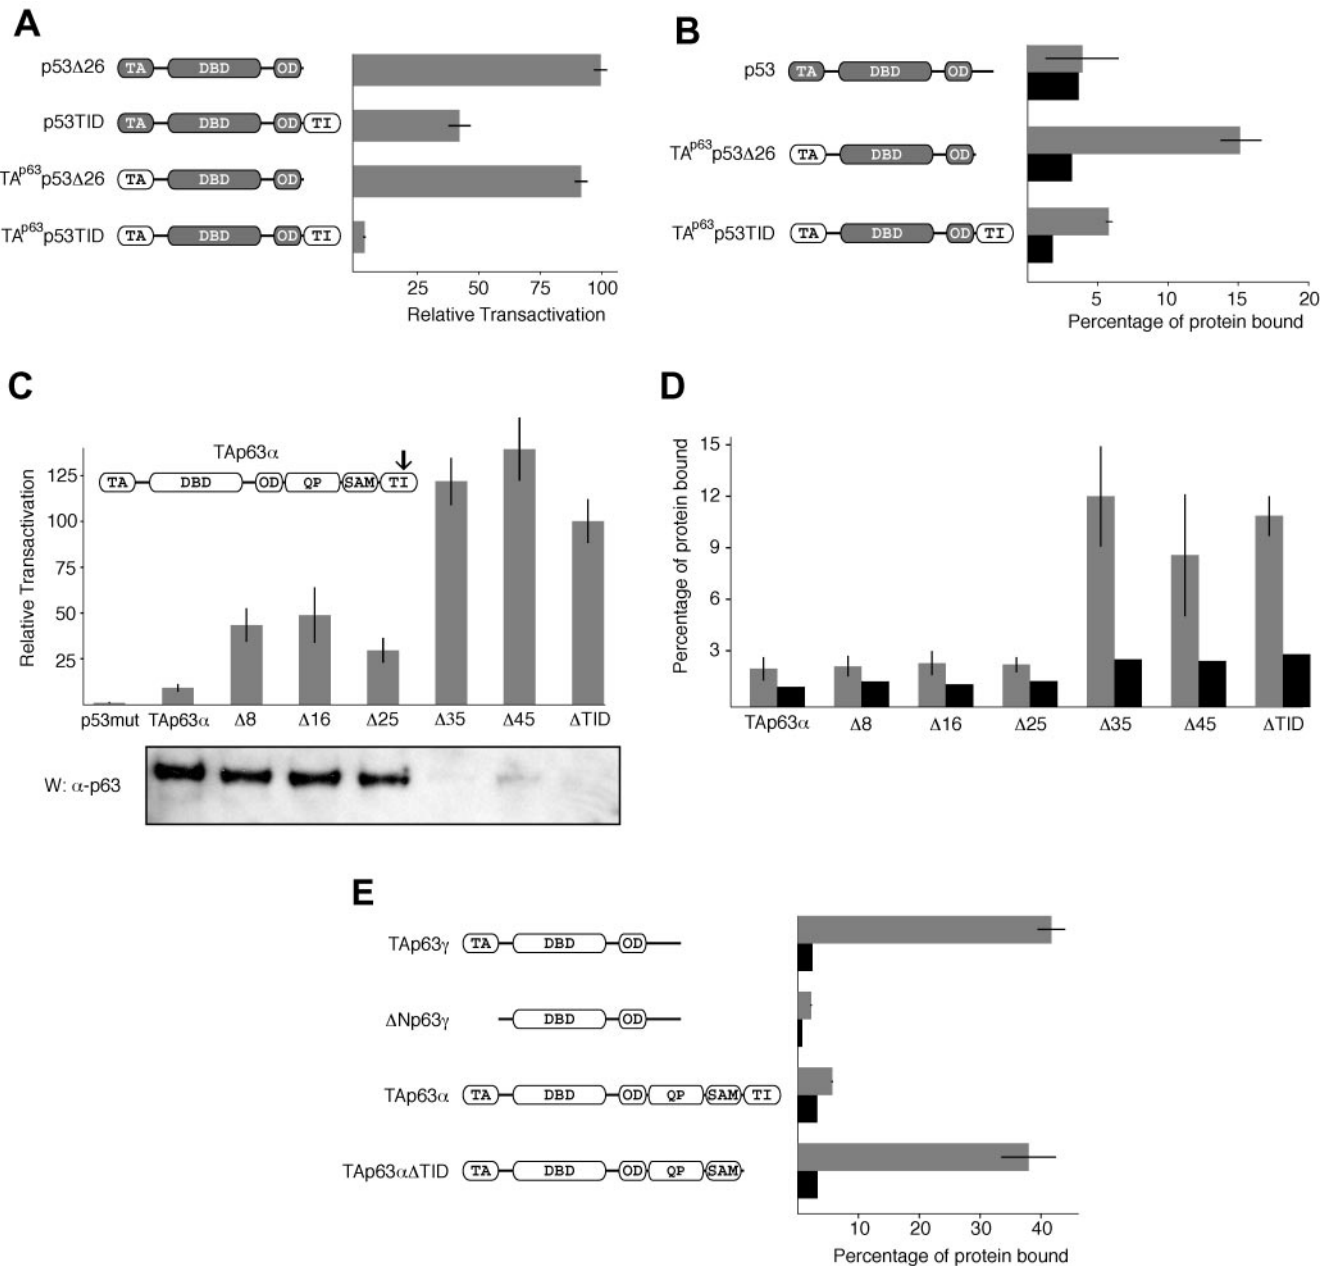 A
p53Δ26 TA DBD OD
p53TID TA DBD OD TI
TAp63p53Δ26 TA DBD OD
TAp63p53TID TA DBD OD TI
25 50 75 100
Relative Transactivation
B
p53 TA DBD OD
TAp63p53Δ26 TA DBD OD
TAp63p53TID TA DBD OD TI
5 10 15 20
Percentage of protein bound
C
Relative Transactivation
125
100
75
50
25
TAp63α
TA DBD OD QP SAM TI
p53mut TAp63α Δ8 Δ16 Δ25 Δ35 Δ45 ΔTID
W: α-p63
D
Percentage of protein bound
15
12
9
6
3
TAp63α Δ8 Δ16 Δ25 Δ35 Δ45 ΔTID
E
TAp63γ TA DBD OD
ΔNp63γ DBD OD
TAp63α TA DBD OD QP SAM TI
TAp63αΔTID TA DBD OD QP SAM
10 20 30 40
Percentage of protein bound